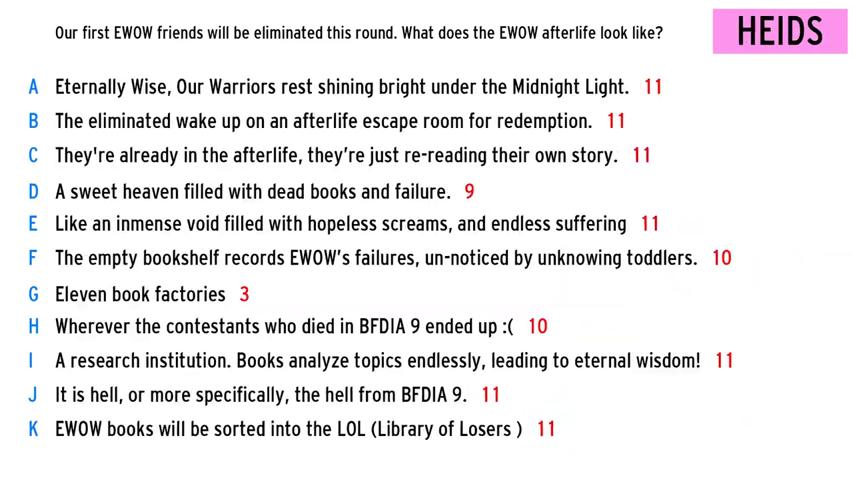 Our first EWOW friends will be eliminated this round. What does the EWOW afterlife look like?
HEIDS
A Eternally Wise, Our Warriors rest shining bright under the Midnight Light. 11
B The eliminated wake up on an afterlife escape room for redemption. 11
C They're already in the afterlife, they’re just re-reading their own story. 11
D A sweet heaven filled with dead books and failure. 9
E Like an inmense void filled with hopeless screams, and endless suffering 11
F The empty bookshelf records EWOW’s failures, un-noticed by unknowing toddlers. 10
G Eleven book factories 3
H Wherever the contestants who died in BFDIA 9 ended up :( 10
I A research institution. Books analyze topics endlessly, leading to eternal wisdom! 11
J It is hell, or more specifically, the hell from BFDIA 9. 11
K EWOW books will be sorted into the LOL (Library of Losers ) 11